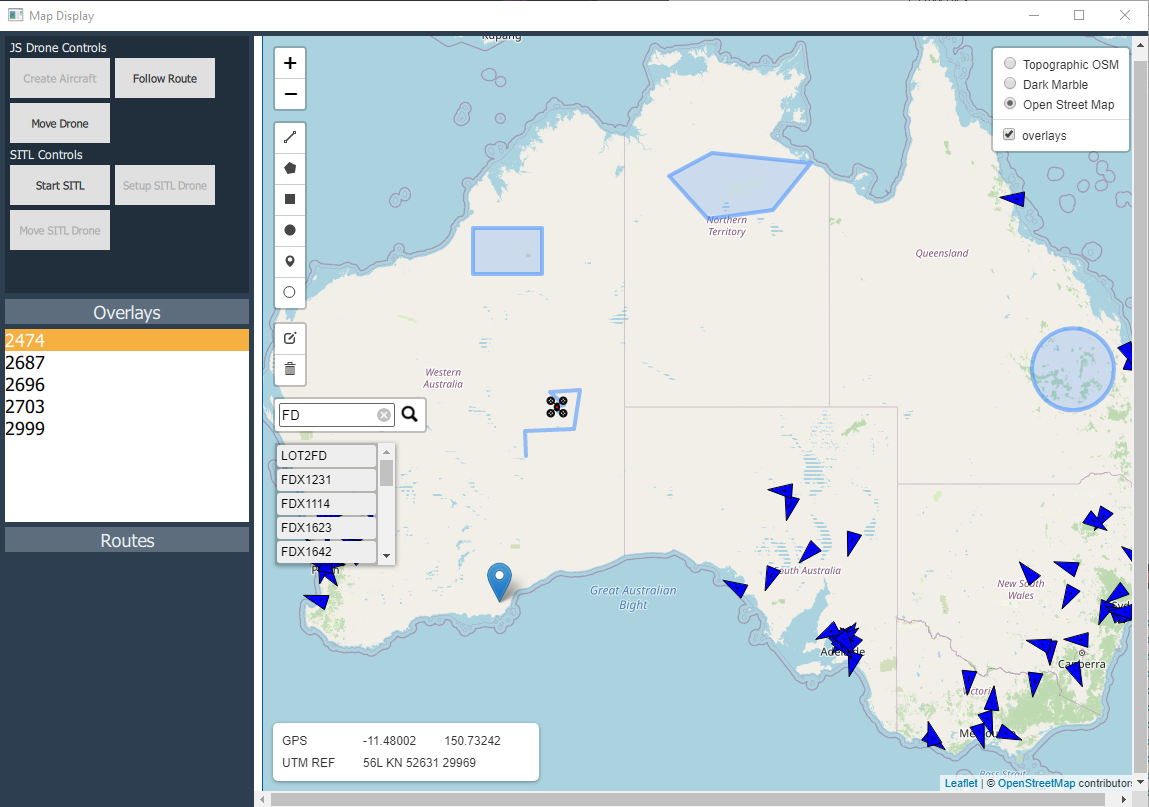 Map Display
JS Drone Controls
Create Aircraft
Follow Route
Move Drone
SITL Controls
Start SITL
Setup SITL Drone
Move SITL Drone
Overlays
2474
2687
2696
2703
2999
Routes
+
−
FD
LOT2FD
FDX1231
FDX1114
FDX1623
FDX1642
Kupang
Topographic OSM
Dark Marble
Open Street Map
overlays
Northern
Territory
Queensland
Western
Australia
South Australia
Great Australian
Bight
New South
Wales
Adelaide
Canberra
Victoria
Bass Strait
GPS -11.48002 150.73242
UTM REF 56L KN 52631 29969
Leaflet | © OpenStreetMap contributors